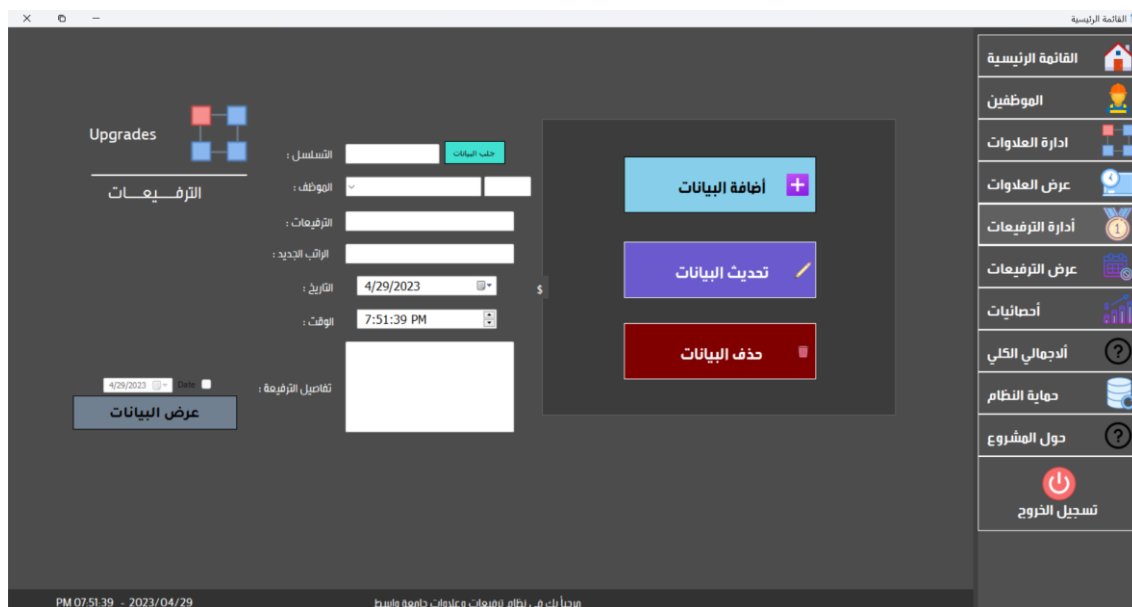 القائمة الرئيسية
القائمة الرئيسية
الموظفين
ادارة العلاوات
عرض العلاوات
أدارة الترفيعات
عرض الترفيعات
أحصائيات
ألاجمالي الكلي
حماية النظام
حول المشروع
تسجيل الخروج
أضافة البيانات
تحديث البيانات
حذف البيانات
$
التسلسل :
جلب البيانات
الموظف :
الترفيعات :
الراتب الجديد :
التاريخ :
4/29/2023
الوقت :
7:51:39 PM
تفاصيل الترفيعة :
Upgrades
الترفـــيعـــات
4/29/2023
Date
عرض البيانات
مرحباً بك في نظام ترفيعات وعلاوات جامعة واسط
PM 07:51:39 - 2023/04/29